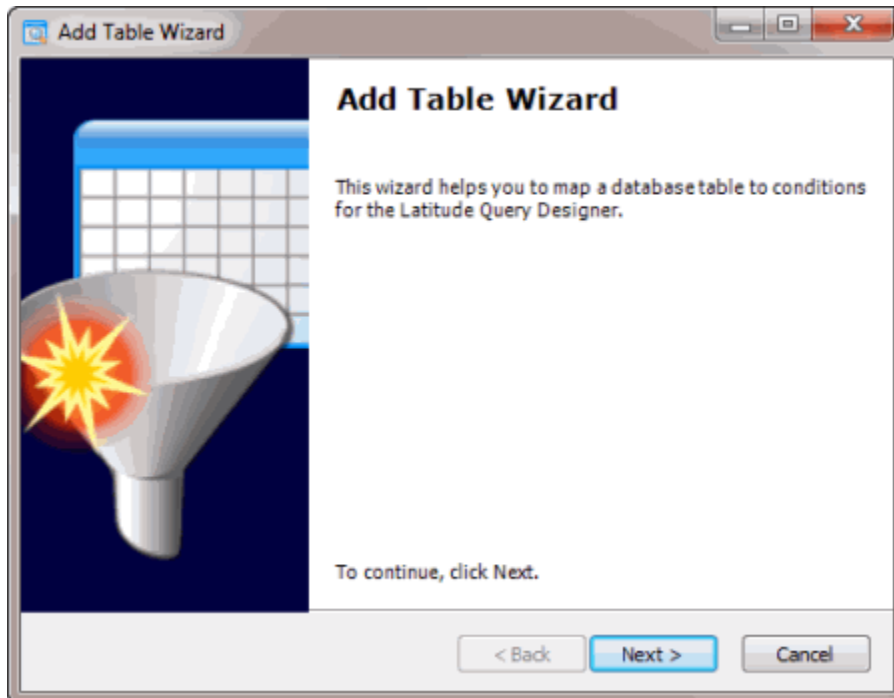 Add Table Wizard
Add Table Wizard
This wizard helps you to map a database table to conditions
for the Latitude Query Designer.
To continue, click Next.
< Back
Next >
Cancel